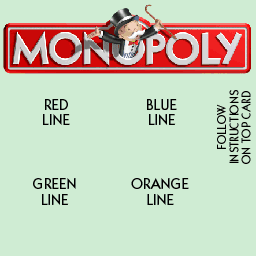 MONOPOLY
RED
LINE
BLUE
LINE
FOLLOW
INSTRUCTIONS
ON TOP CARD
GREEN
LINE
ORANGE
LINE